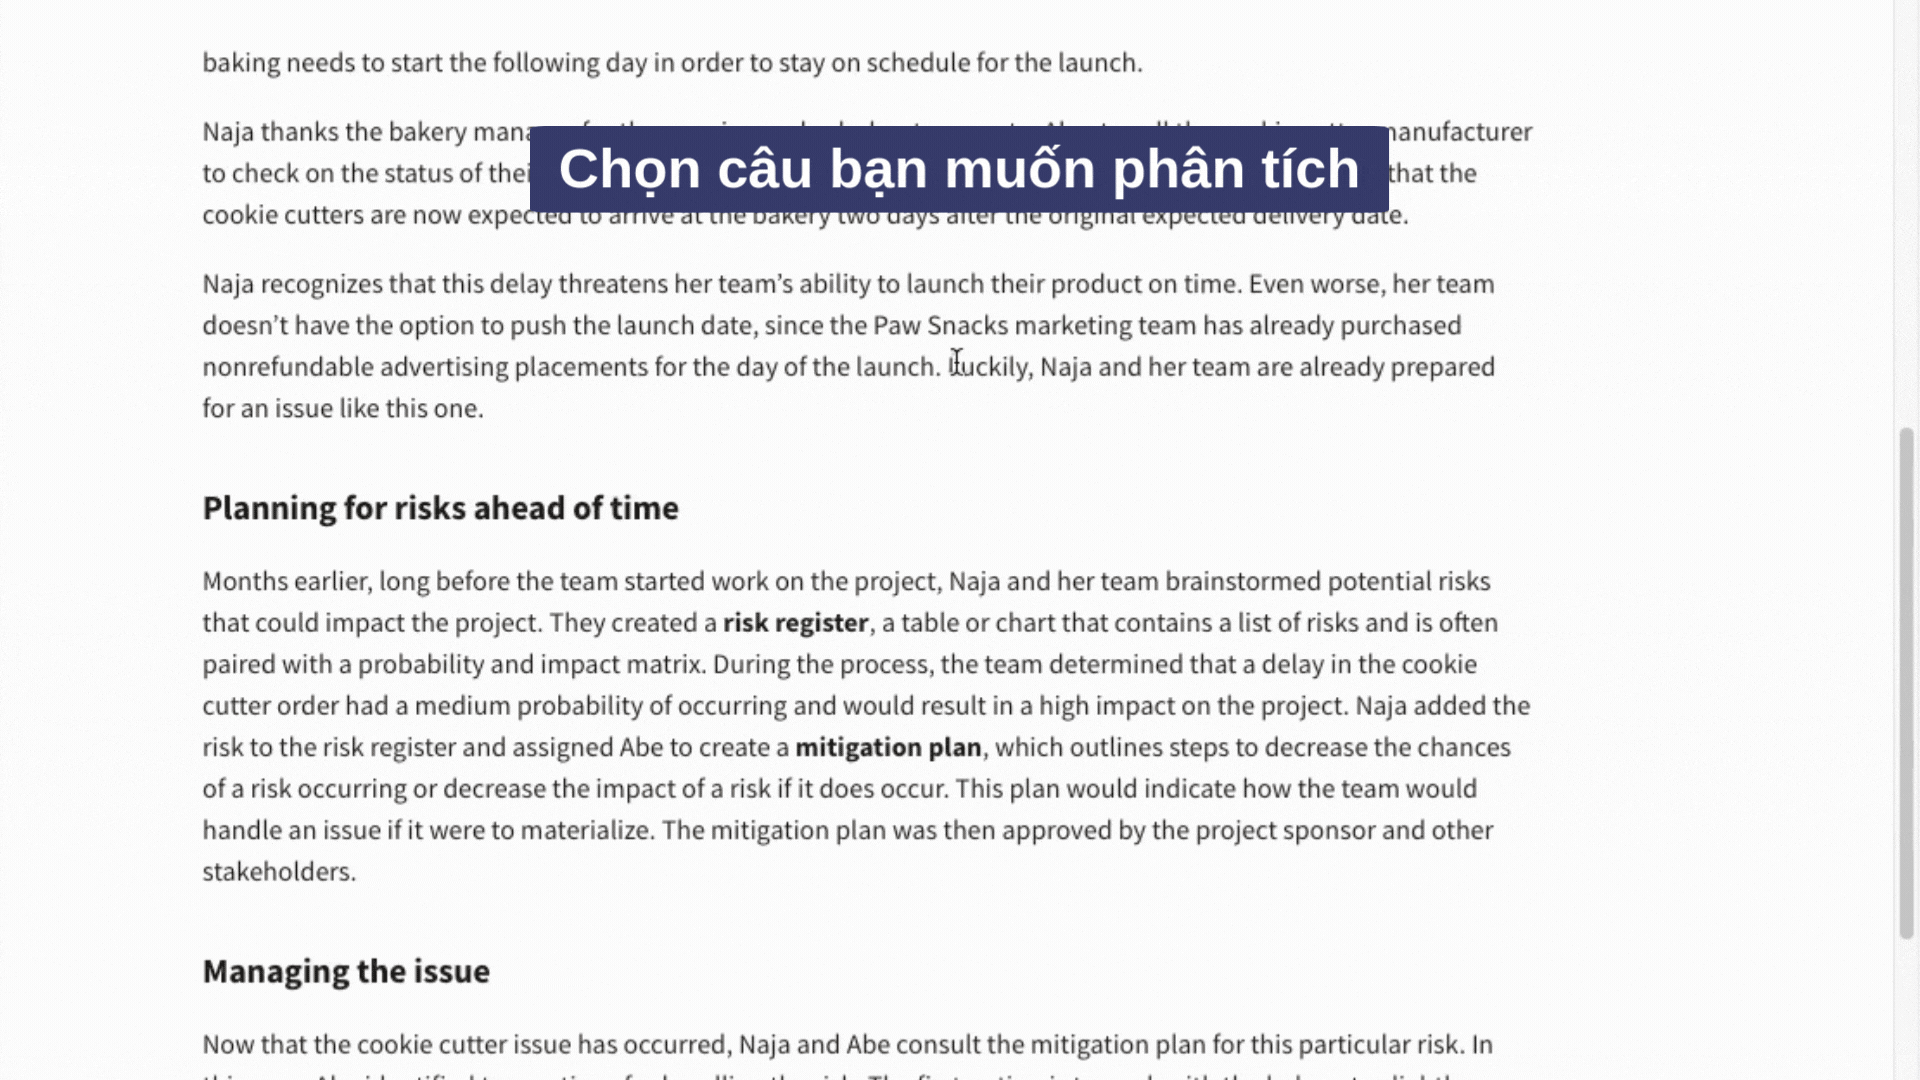 baking needs to start the following day in order to stay on schedule for the launch.
Naja thanks the bakery manufacturer
Chọn câu bạn muốn phân tích
to check on the status of that the
cookie cutters are now expected to arrive at the bakery two days after the original expected delivery date.
Naja recognizes that this delay threatens her team’s ability to launch their product on time. Even worse, her team
doesn’t have the option to push the launch date, since the Paw Snacks marketing team has already purchased
nonrefundable advertising placements for the day of the launch. Luckily, Naja and her team are already prepared
for an issue like this one.
Planning for risks ahead of time
Months earlier, long before the team started work on the project, Naja and her team brainstormed potential risks
that could impact the project. They created a risk register, a table or chart that contains a list of risks and is often
paired with a probability and impact matrix. During the process, the team determined that a delay in the cookie
cutter order had a medium probability of occurring and would result in a high impact on the project. Naja added the
risk to the risk register and assigned Abe to create a mitigation plan, which outlines steps to decrease the chances
of a risk occurring or decrease the impact of a risk if it does occur. This plan would indicate how the team would
handle an issue if it were to materialize. The mitigation plan was then approved by the project sponsor and other
stakeholders.
Managing the issue
Now that the cookie cutter issue has occurred, Naja and Abe consult the mitigation plan for this particular risk. In